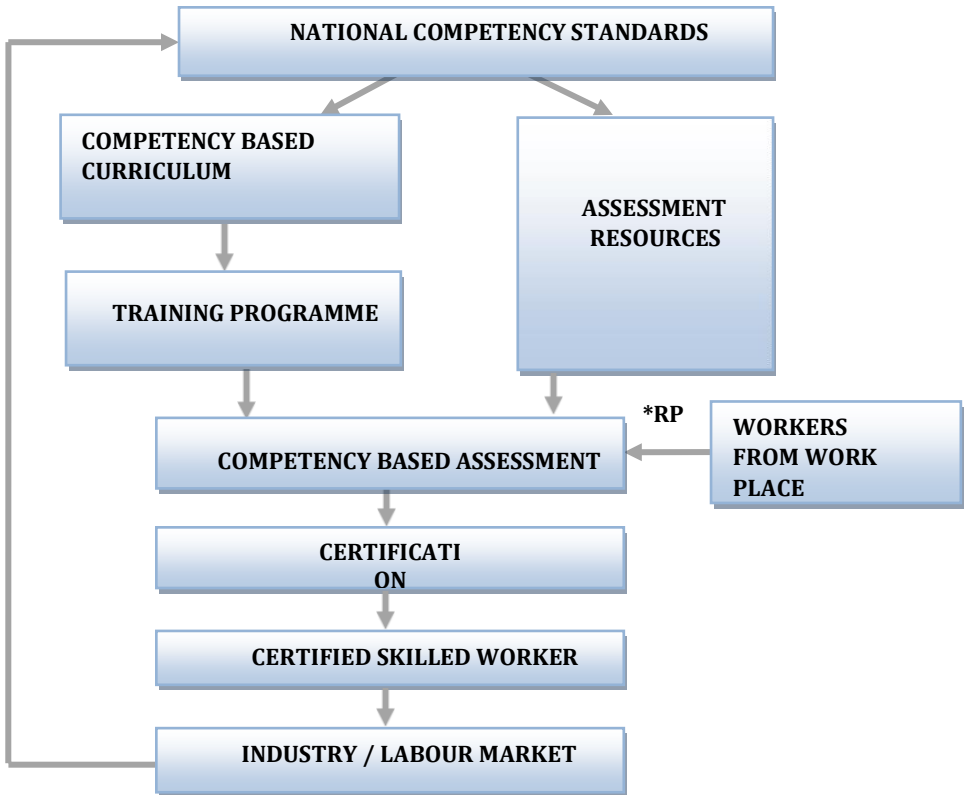 NATIONAL COMPETENCY STANDARDS
COMPETENCY BASED
CURRICULUM
ASSESSMENT
RESOURCES
TRAINING PROGRAMME
*RP
WORKERS
FROM WORK
PLACE
COMPETENCY BASED ASSESSMENT
CERTIFICATI
ON
CERTIFIED SKILLED WORKER
INDUSTRY / LABOUR MARKET